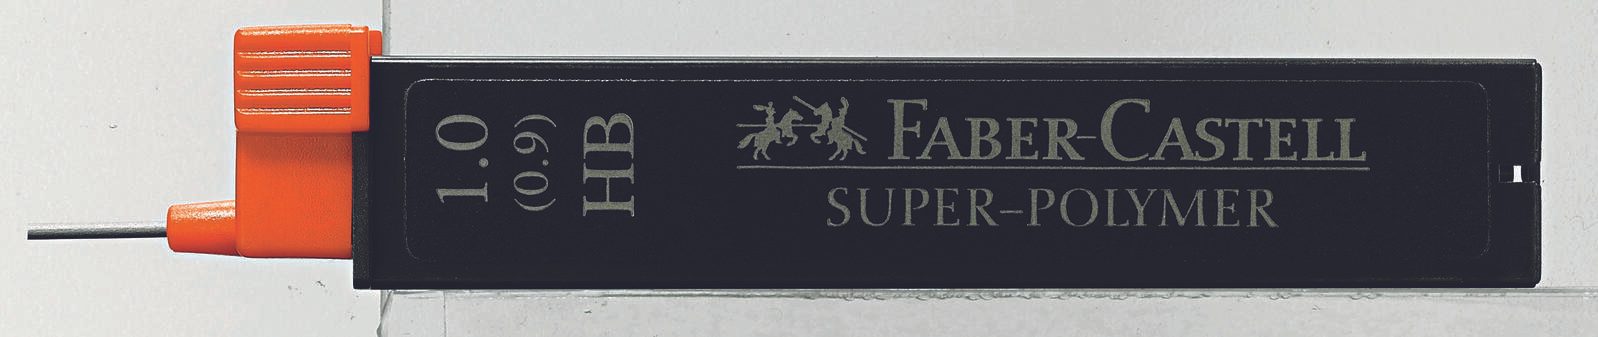 1.0
(0.9)
HB
FABER-CASTELL
SUPER-POLYMER